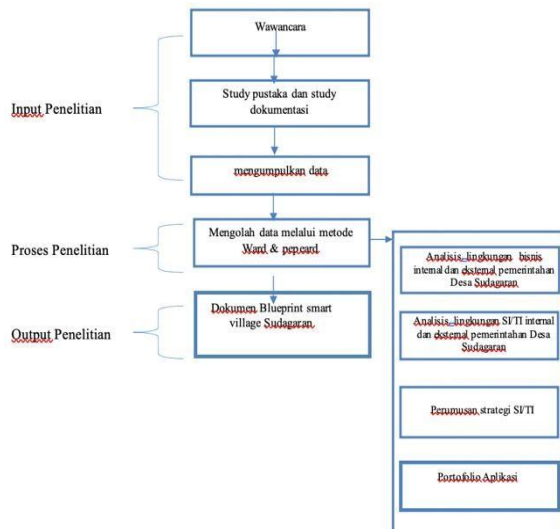 Wawancara
Study pustaka dan study
dokumentasi
Input Penelitian
mengumpulkan data
Mengolah data melalui metode
Ward & pepeard
Proses Penelitian
Dokumen Blueprint smart
village Sudagaran
Output Penelitian
Analisis lingkungan bisnis
internal dan eksternal pemerintahan
Desa Sudagaran
Analisis lingkungan SI/TI internal
dan eksternal pemerintahan Desa
Sudagaran
Perumusan strategi SI/TI
Portofolio Aplikasi